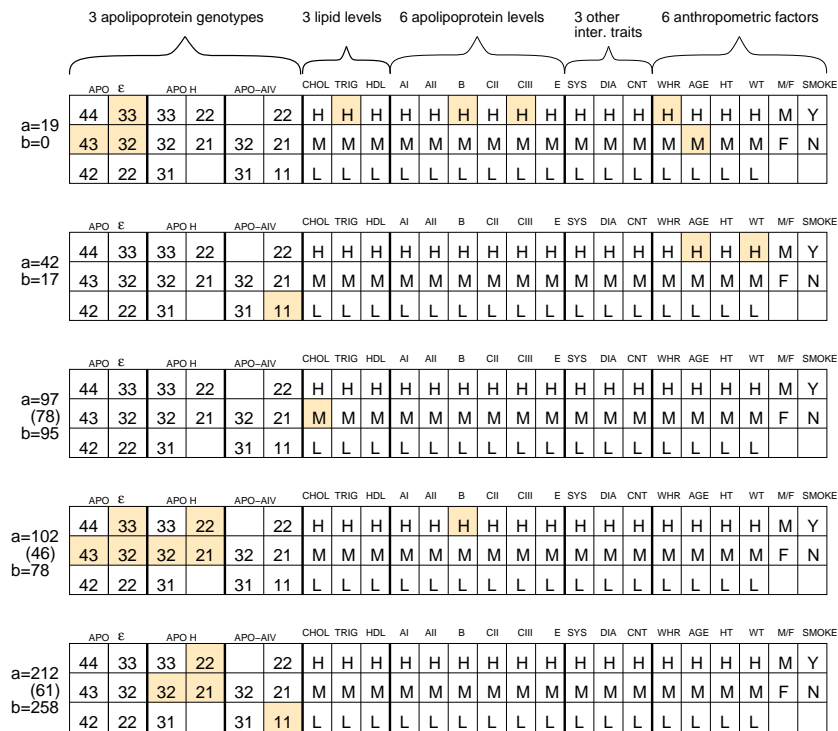 3 apolipoprotein genotypes 3 lipid levels 6 apolipoprotein levels 3 other inter. traits 6 anthropometric factors
APO ε APO H APO-AIV CHOL TRIG HDL AI AII B CII CIII E SYS DIA CNT WHR AGE HT WT M/F SMOKE
44 33 33 22 22 H H H H H H H H H H H H H H H H M Y
a=19
b=0
43 32 32 21 32 21 M M M M M M M M M M M M M M M M F N
42 22 31 31 11 L L L L L L L L L L L L L L L L
APO ε APO H APO-AIV CHOL TRIG HDL AI AII B CII CIII E SYS DIA CNT WHR AGE HT WT M/F SMOKE
44 33 33 22 22 H H H H H H H H H H H H H H H H M Y
a=42
b=17
43 32 32 21 32 21 M M M M M M M M M M M M M M M M F N
42 22 31 31 11 L L L L L L L L L L L L L L L L
APO ε APO H APO-AIV CHOL TRIG HDL AI AII B CII CIII E SYS DIA CNT WHR AGE HT WT M/F SMOKE
44 33 33 22 22 H H H H H H H H H H H H H H H H M Y
a=97
(78)
b=95
43 32 32 21 32 21 M M M M M M M M M M M M M M M M F N
42 22 31 31 11 L L L L L L L L L L L L L L L L
APO ε APO H APO-AIV CHOL TRIG HDL AI AII B CII CIII E SYS DIA CNT WHR AGE HT WT M/F SMOKE
44 33 33 22 22 H H H H H H H H H H H H H H H H M Y
a=102
(46)
b=78
43 32 32 21 32 21 M M M M M M M M M M M M M M M M F N
42 22 31 31 11 L L L L L L L L L L L L L L L L
APO ε APO H APO-AIV CHOL TRIG HDL AI AII B CII CIII E SYS DIA CNT WHR AGE HT WT M/F SMOKE
44 33 33 22 22 H H H H H H H H H H H H H H H H M Y
a=212
(61)
b=258
43 32 32 21 32 21 M M M M M M M M M M M M M M M M F N
42 22 31 31 11 L L L L L L L L L L L L L L L L